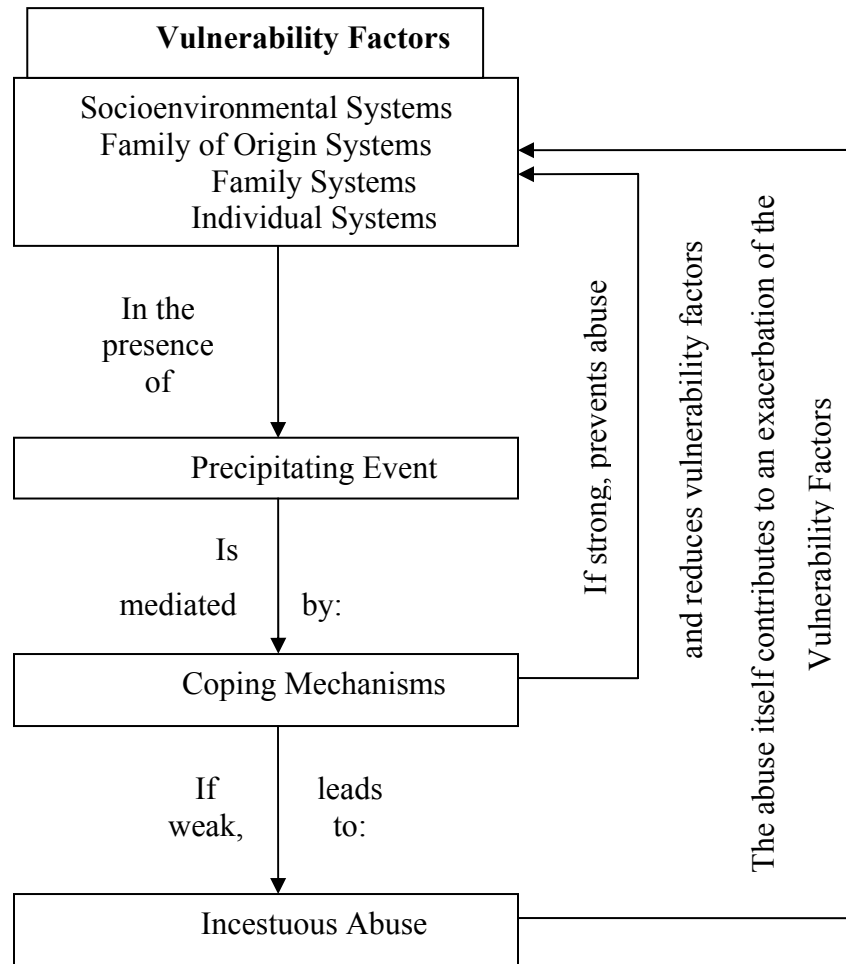 Vulnerability Factors
Socioenvironmental Systems
Family of Origin Systems
Family Systems
Individual Systems
In the
presence
of
Precipitating Event
Is
mediated by:
Coping Mechanisms
If leads
weak, to:
Incestuous Abuse
If strong, prevents abuse
and reduces vulnerability factors
The abuse itself contributes to an exacerbation of the
Vulnerability Factors